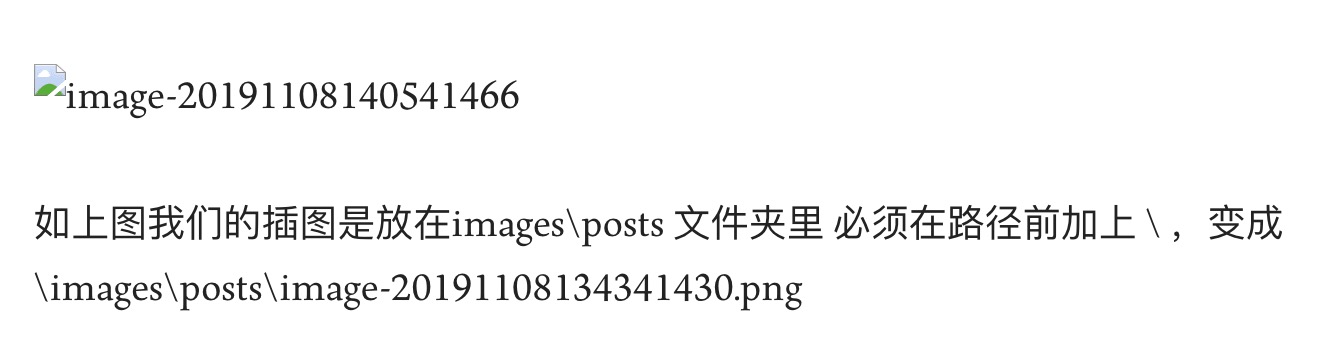 image-20191108140541466
如上图我们的插图是放在images\posts 文件夹里 必须在路径前加上 \ ，变成
\images\posts\image-20191108134341430.png